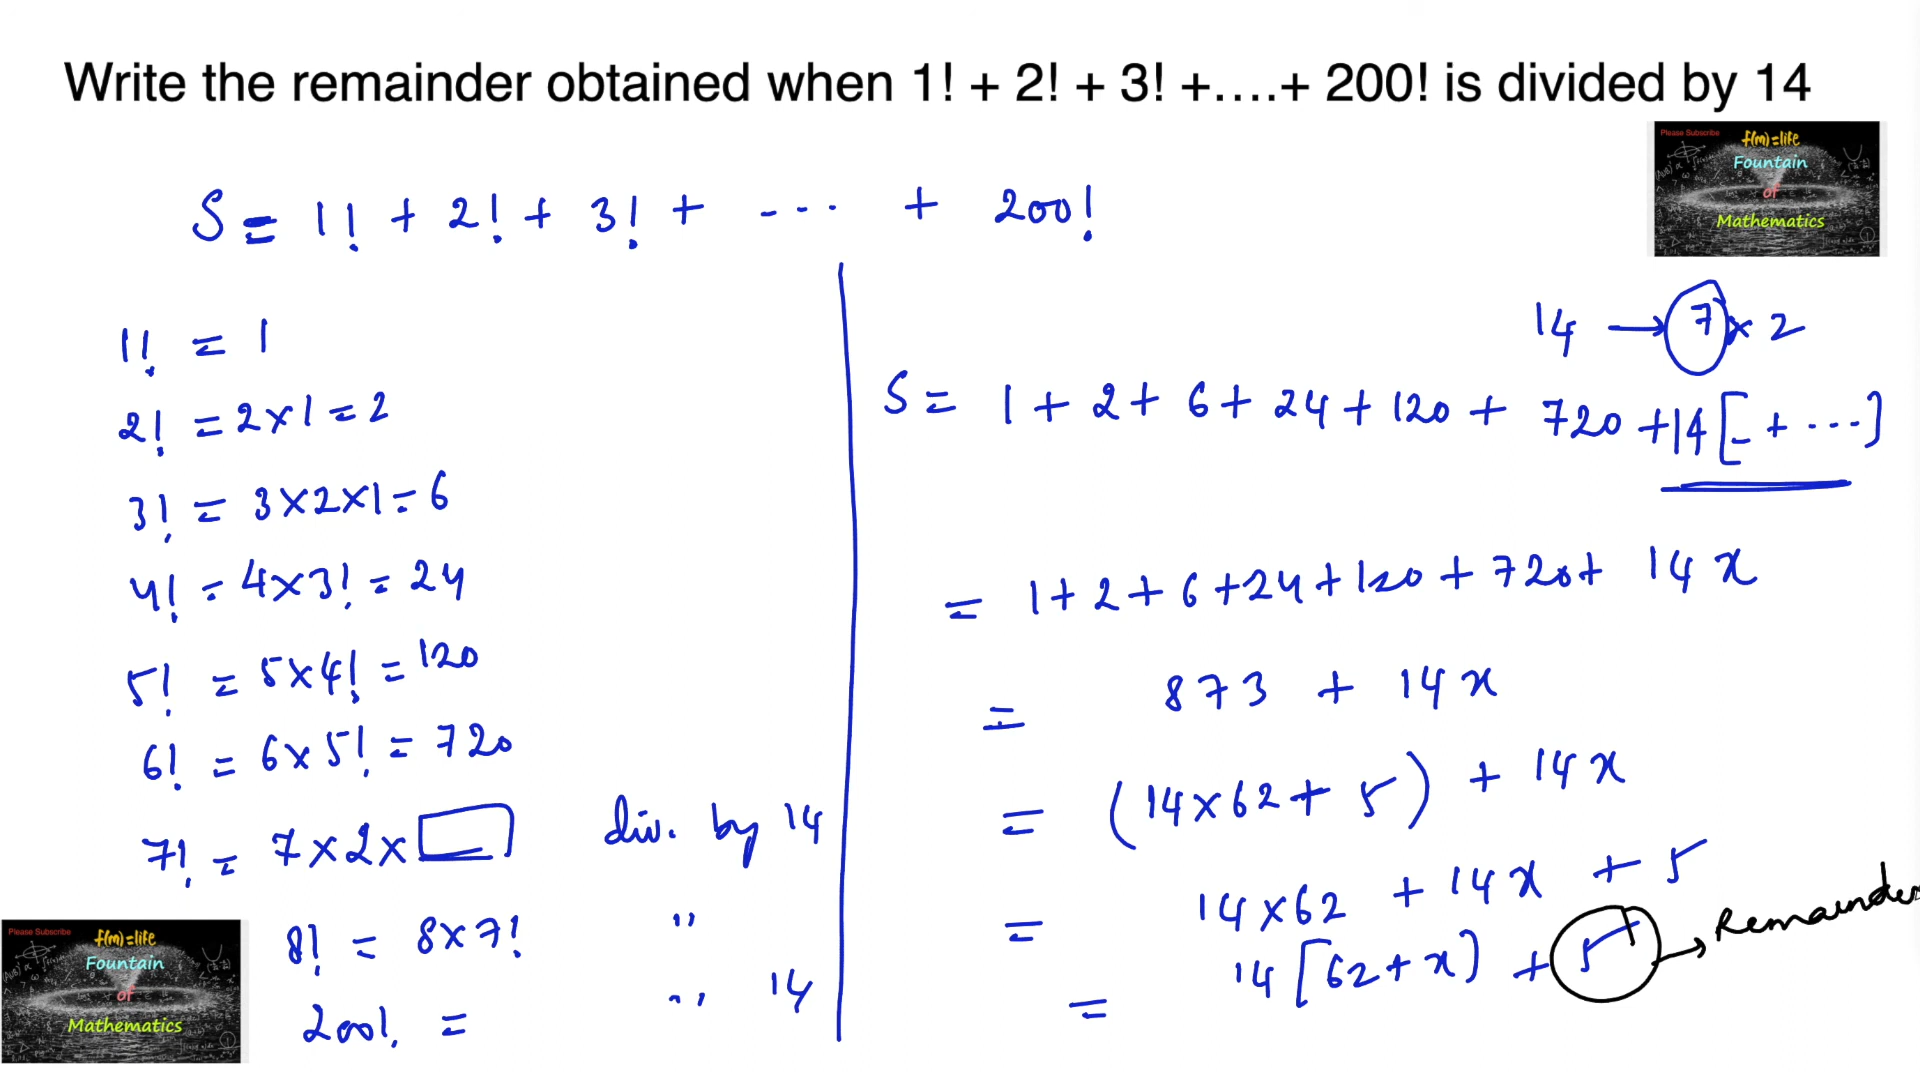 Write the remainder obtained when 1! + 2! + 3! +....+ 200! is divided by 14
Please Subscribe
f(m)=life
Fountain
of
Mathematics
S = 1! + 2! + 3! + --- + 200!
1! = 1
2! = 2×1 = 2
3! = 3×2×1 = 6
4! = 4×3! = 24
5! = 5×4! = 120
6! = 6×5! = 720
7! = 7×2× div. by 14
8! = 8×7! "
200! = " 14
14 → 7×2
S = 1 + 2 + 6 + 24 + 120 + 720 + 14[- + ---]
= 1 + 2 + 6 + 24 + 120 + 720 + 14x
= 873 + 14x
= (14×62 + 5) + 14x
= 14×62 + 14x + 5
= 14[62 + x] + 5 → Remainder
Please Subscribe
f(m)=life
Fountain
of
Mathematics